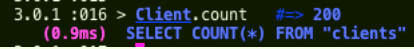 3.0.1 :016 > Client.count   #=> 200
(0.9ms)  SELECT COUNT(*) FROM "clients"